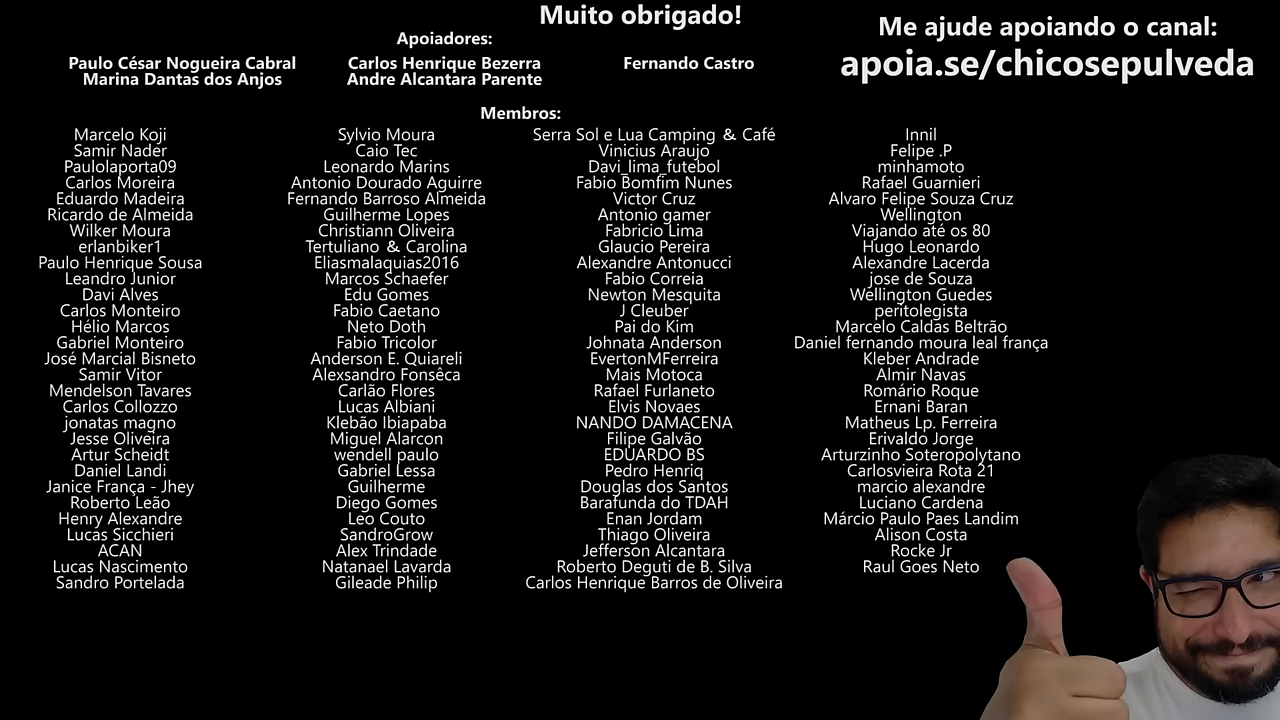 Muito obrigado!
Me ajude apoiando o canal:
apoia.se/chicosepulveda
Apoiadores:
Paulo César Nogueira Cabral
Marina Dantas dos Anjos
Carlos Henrique Bezerra
Andre Alcantara Parente
Fernando Castro
Membros:
Marcelo Koji
Samir Nader
Paulolaporta09
Carlos Moreira
Eduardo Madeira
Ricardo de Almeida
Wilker Moura
erlanbiker1
Paulo Henrique Sousa
Leandro Junior
Davi Alves
Carlos Monteiro
Hélio Marcos
Gabriel Monteiro
José Marcial Bisneto
Samir Vitor
Mendelson Tavares
Carlos Collozzo
jonatas magno
Jesse Oliveira
Artur Scheidt
Daniel Landi
Janice França - Jhey
Roberto Leão
Henry Alexandre
Lucas Sicchieri
ACAN
Lucas Nascimento
Sandro Portelada
Sylvio Moura
Caio Tec
Leonardo Marins
Antonio Dourado Aguirre
Fernando Barroso Almeida
Guilherme Lopes
Christiann Oliveira
Tertuliano & Carolina
Eliasmalaquias2016
Marcos Schaefer
Edu Gomes
Fabio Caetano
Neto Doth
Fabio Tricolor
Anderson E. Quiareli
Alexsandro Fonsêca
Carlão Flores
Lucas Albiani
Klebão Ibiapaba
Miguel Alarcon
wendell paulo
Gabriel Lessa
Guilherme
Diego Gomes
Leo Couto
SandroGrow
Alex Trindade
Natanael Lavarda
Gileade Philip
Serra Sol e Lua Camping & Café
Vinicius Araujo
Davi_lima_futebol
Fabio Bomfim Nunes
Victor Cruz
Antonio gamer
Fabricio Lima
Glaucio Pereira
Alexandre Antonucci
Fabio Correia
Newton Mesquita
J Cleuber
Pai do Kim
Johnata Anderson
EvertonMFerreira
Mais Motoca
Rafael Furlaneto
Elvis Novaes
NANDO DAMACENA
Filipe Galvão
EDUARDO BS
Pedro Henriq
Douglas dos Santos
Barafunda do TDAH
Enan Jordam
Thiago Oliveira
Jefferson Alcantara
Roberto Deguti de B. Silva
Carlos Henrique Barros de Oliveira
Innil
Felipe .P
minhamoto
Rafael Guarnieri
Alvaro Felipe Souza Cruz
Wellington
Viajando até os 80
Hugo Leonardo
Alexandre Lacerda
jose de Souza
Wellington Guedes
peritolegista
Marcelo Caldas Beltrão
Daniel fernando moura leal frança
Kleber Andrade
Almir Navas
Romário Roque
Ernani Baran
Matheus Lp. Ferreira
Erivaldo Jorge
Arturzinho Soteropolytano
Carlosvieira Rota 21
marcio alexandre
Luciano Cardena
Márcio Paulo Paes Landim
Alison Costa
Rocke Jr
Raul Goes Neto